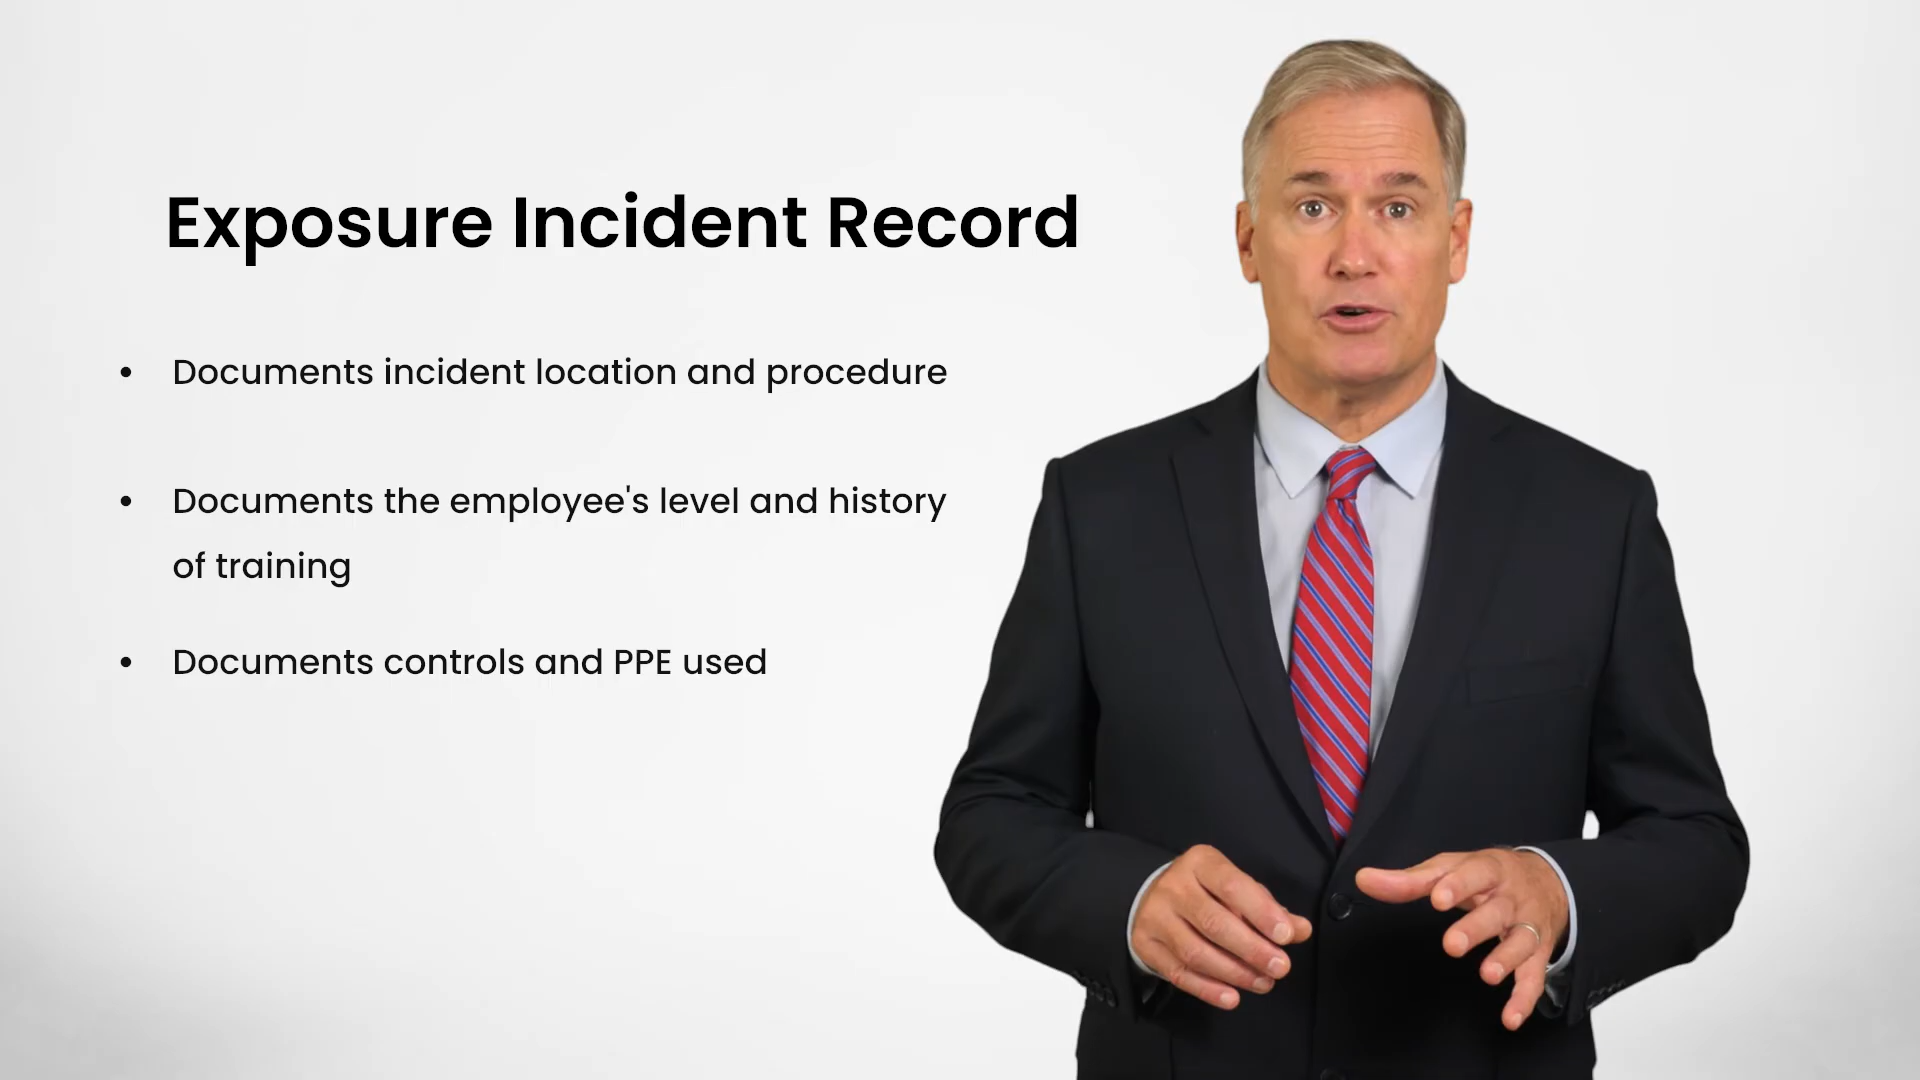 Exposure Incident Record
• Documents incident location and procedure
• Documents the employee's level and history
of training
• Documents controls and PPE used